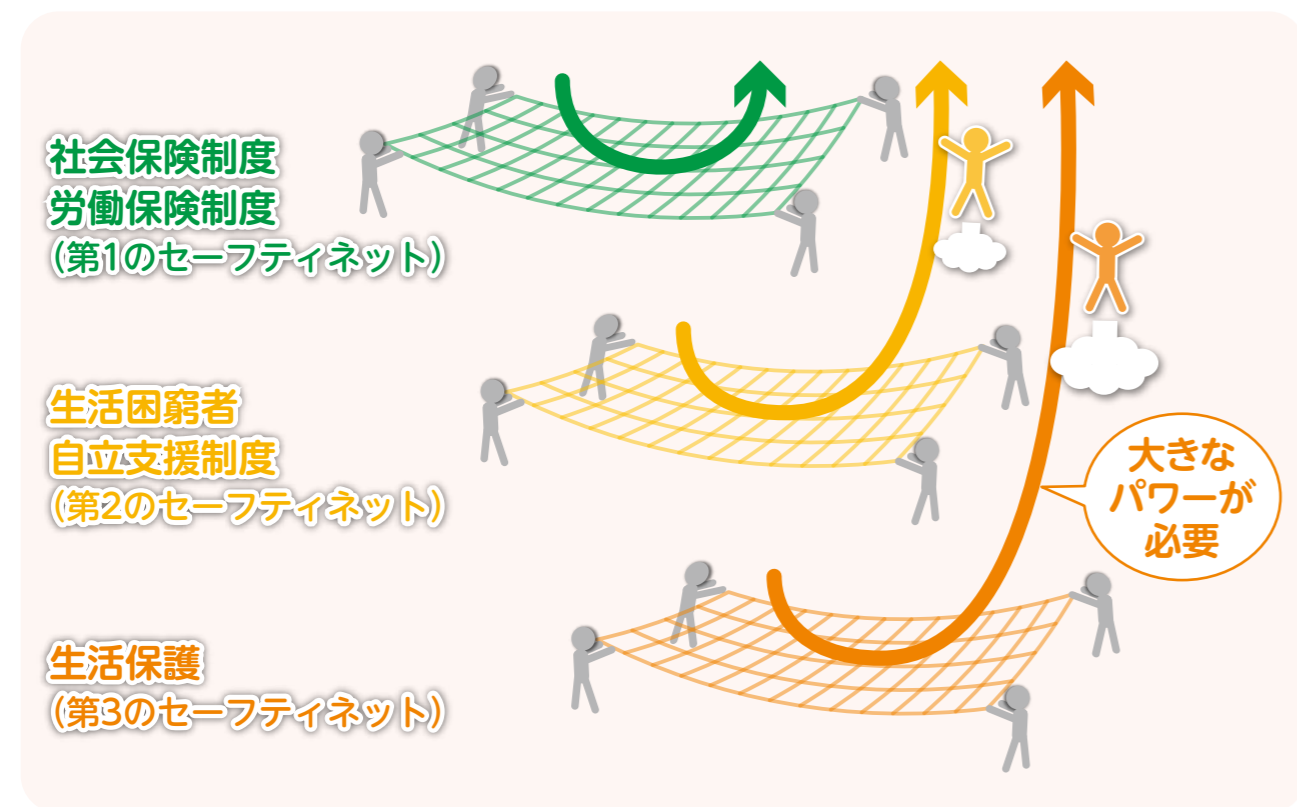 社会保険制度
労働保険制度
(第1のセーフティネット)
生活困窮者
自立支援制度
(第2のセーフティネット)
大きな
パワーが
必要
生活保護
(第3のセーフティネット)